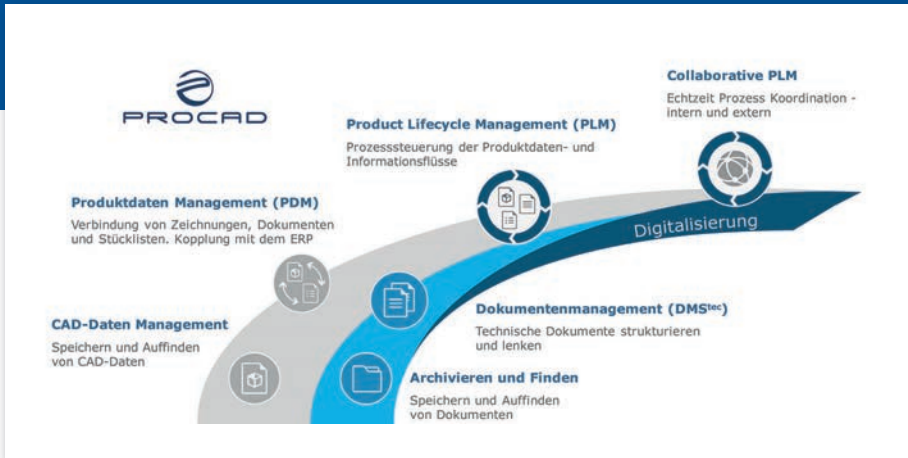 PROCAD
Collaborative PLM
Echtzeit Prozess Koordination -
intern und extern
Product Lifecycle Management (PLM)
Prozesssteuerung der Produktdaten- und
Informationsflüsse
Produktdaten Management (PDM)
Verbindung von Zeichnungen, Dokumenten
und Stücklisten. Kopplung mit dem ERP
Digitalisierung
CAD-Daten Management
Speichern und Auffinden
von CAD-Daten
Dokumentenmanagement (DMStec)
Technische Dokumente strukturieren
und lenken
Archivieren und Finden
Speichern und Auffinden
von Dokumenten